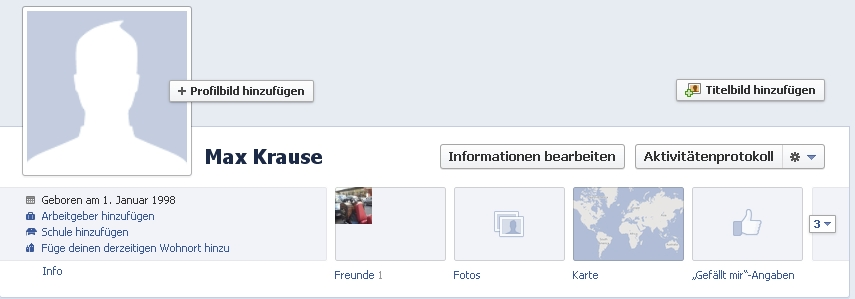 + Profilbild hinzufügen
Titelbild hinzufügen
Max Krause
Informationen bearbeiten
Aktivitätenprotokoll
Geboren am 1. Januar 1998
Arbeitgeber hinzufügen
Schule hinzufügen
Füge deinen derzeitigen Wohnort hinzu
Info
3
Freunde 1
Fotos
Karte
„Gefällt mir“-Angaben